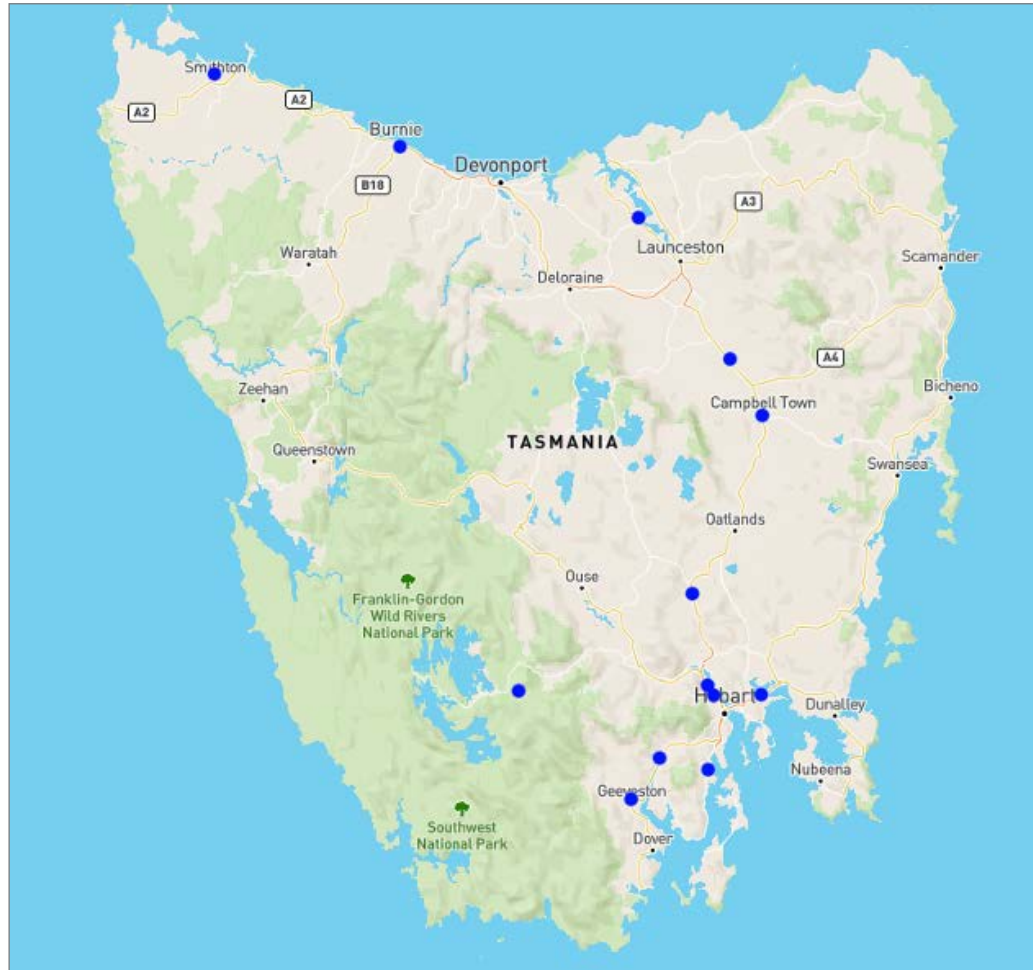 Smithton
A2
A2
Burnie
Devonport
B18
A3
Launceston
Waratah
Deloraine
Scamander
A4
Zeehan
Campbell Town
Bicheno
TASMANIA
Queenstown
Swansea
Oatlands
Ouse
Franklin-Gordon
Wild Rivers
National Park
Hobart
Dunalley
Nubeena
Geeveston
Southwest
National Park
Dover